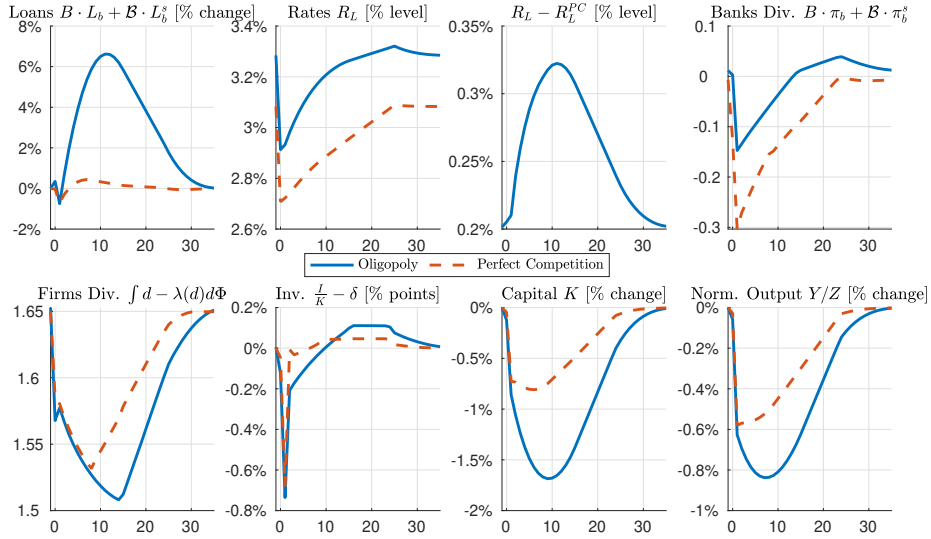 Loans B · L_b + ℬ · L_b^s [% change]
Rates R_L [% level]
R_L − R_L^{PC} [% level]
Banks Div. B · π_b + ℬ · π_b^s
8%
6%
4%
2%
0%
-2%
0 10 20 30
3.4%
3.2%
3%
2.8%
2.6%
0 10 20 30
0.35%
0.3%
0.25%
0.2%
0 10 20 30
0.1
0
-0.1
-0.2
-0.3
0 10 20 30
Oligopoly Perfect Competition
Firms Div. ∫ d − λ(d)dΦ
Inv. I/K − δ [% points]
Capital K [% change]
Norm. Output Y/Z [% change]
1.65
1.6
1.55
1.5
0 10 20 30
0.2%
0%
-0.2%
-0.4%
-0.6%
-0.8%
0 10 20 30
0%
-0.5%
-1%
-1.5%
-2%
0 10 20 30
0%
-0.2%
-0.4%
-0.6%
-0.8%
-1%
0 10 20 30